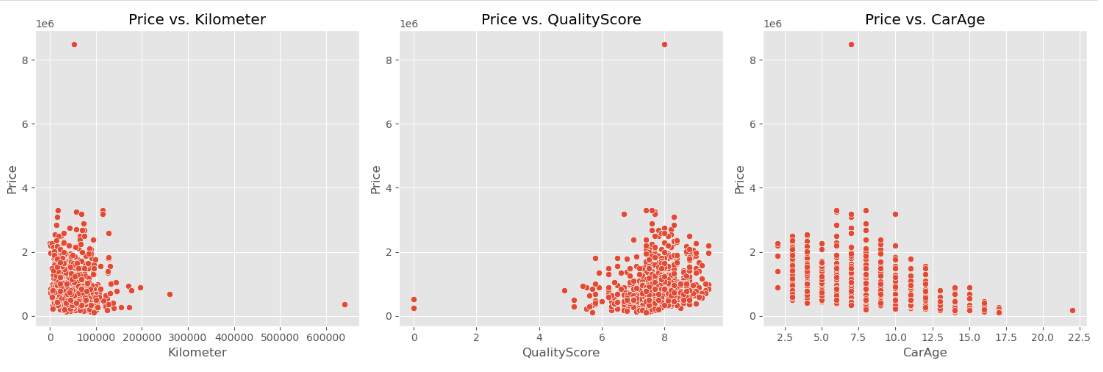 Price vs. Kilometer
1e6
8
6
4
2
0
Price
0 100000 200000 300000 400000 500000 600000
Kilometer
Price vs. QualityScore
1e6
8
6
4
2
0
Price
0 2 4 6 8
QualityScore
Price vs. CarAge
1e6
8
6
4
2
0
Price
2.5 5.0 7.5 10.0 12.5 15.0 17.5 20.0 22.5
CarAge